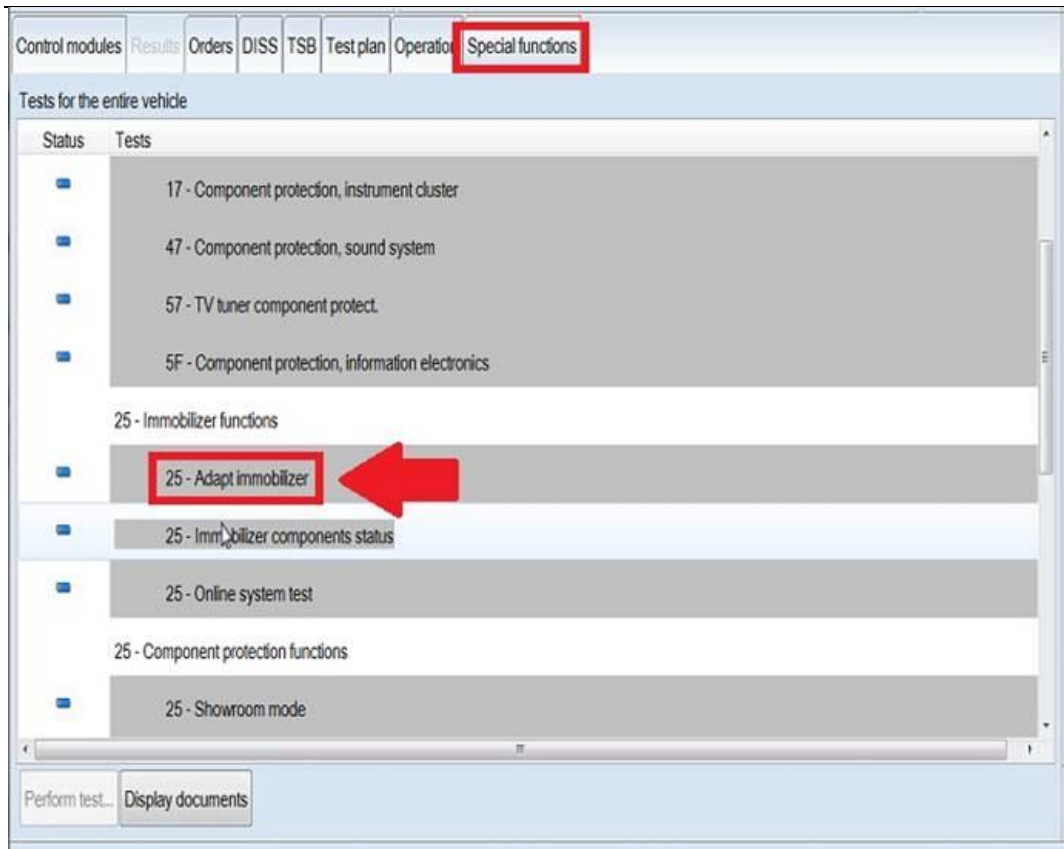 Control modules Results Orders DISS TSB Test plan Operation Special functions
Tests for the entire vehicle
Status Tests
17 - Component protection, instrument cluster
47 - Component protection, sound system
57 - TV tuner component protect.
5F - Component protection, information electronics
25 - Immobilizer functions
25 - Adapt immobilizer
25 - Immobilizer components status
25 - Online system test
25 - Component protection functions
25 - Showroom mode
Perform test... Display documents